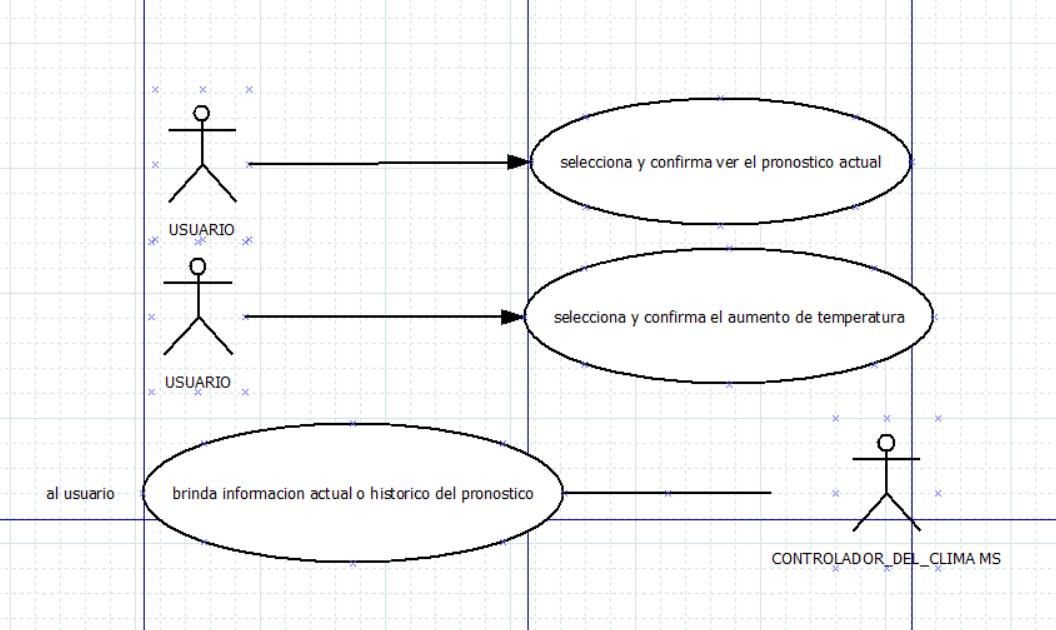 selecciona y confirma ver el pronostico actual
USUARIO
selecciona y confirma el aumento de temperatura
USUARIO
al usuario
brinda informacion actual o historico del pronostico
CONTROLADOR_DEL_CLIMA MS